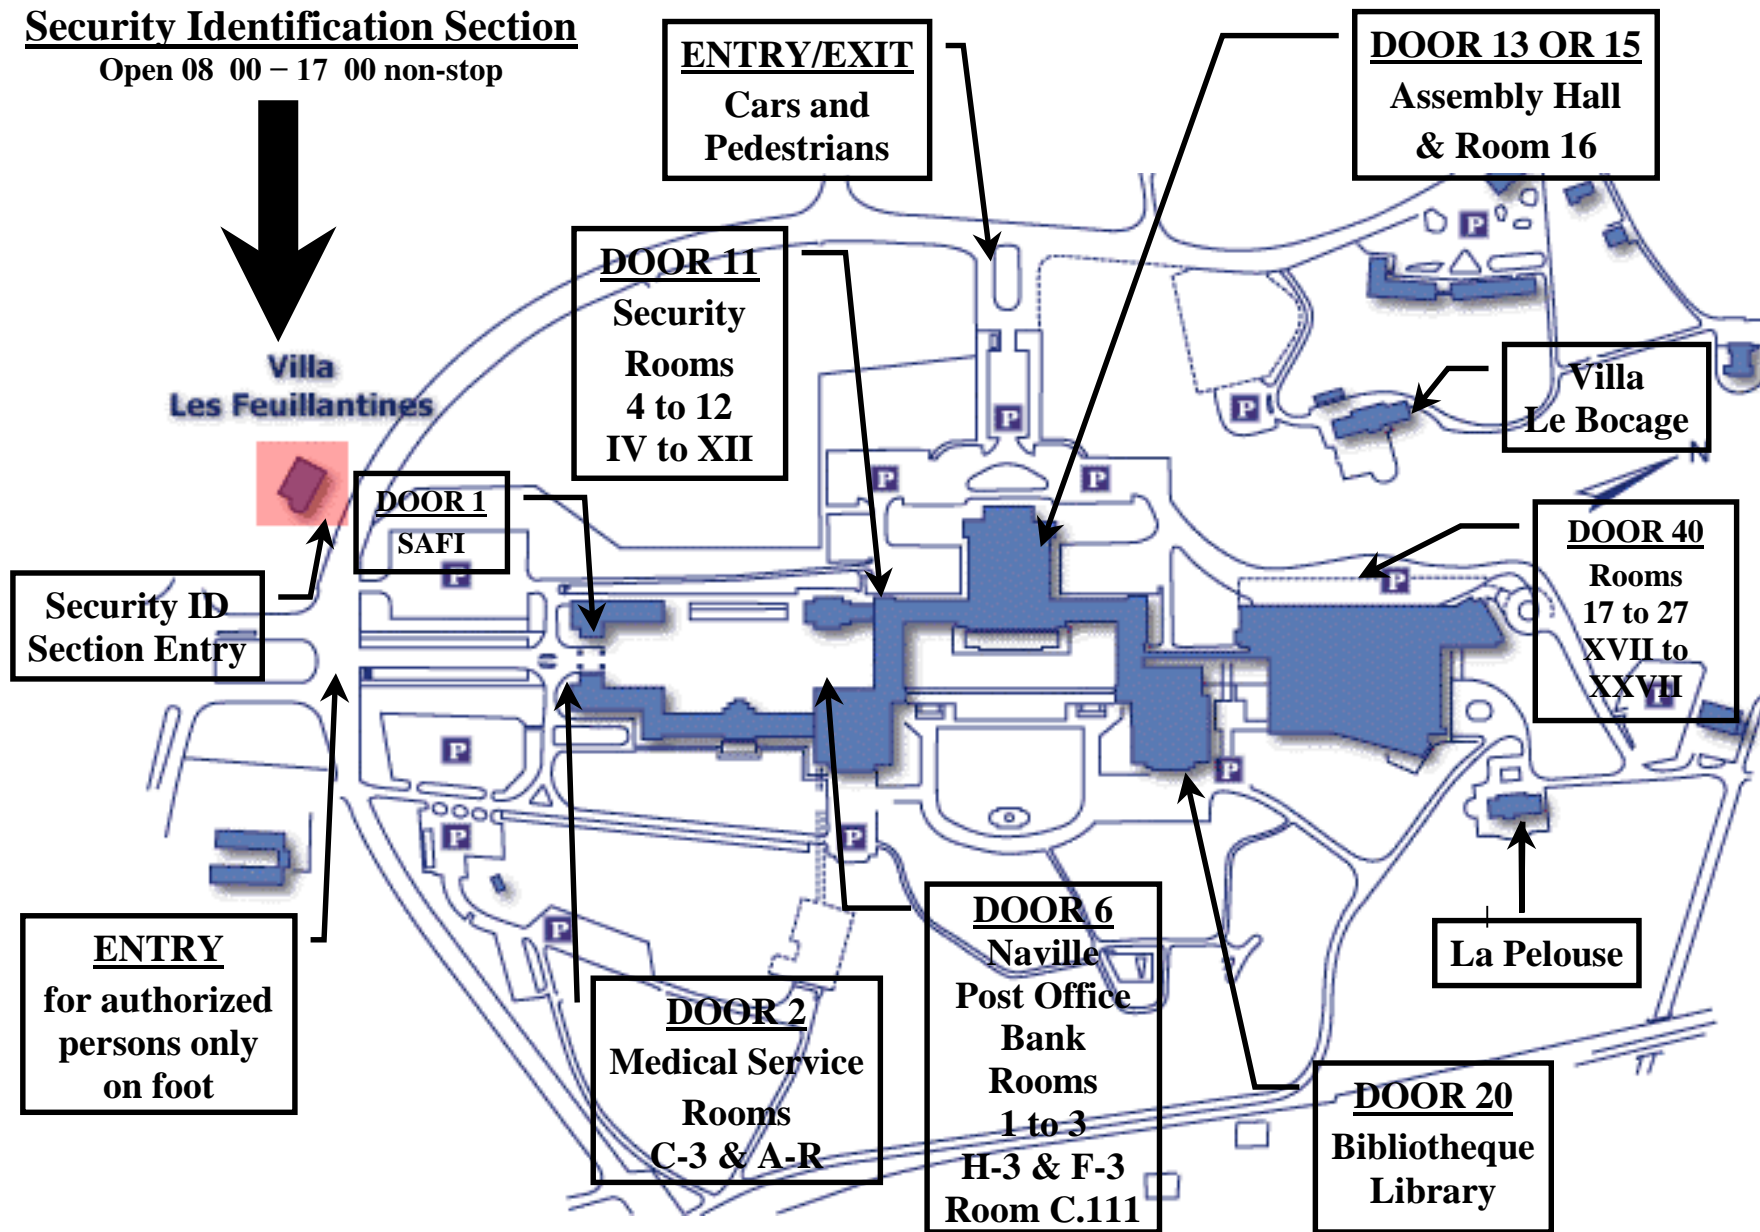 Security Identification Section
Open 08 00 – 17 00 non-stop
ENTRY/EXIT
Cars and
Pedestrians
DOOR 13 OR 15
Assembly Hall
& Room 16
DOOR 11
Security
Rooms
4 to 12
IV to XII
Villa
Les Feuillantines
Villa
Le Bocage
N
DOOR 1
SAFI
DOOR 40
Rooms
17 to 27
XVII to
XXVII
Security ID
Section Entry
P
P
P
P
P
P
P
P
P
P
P
P
P
P
ENTRY
for authorized
persons only
on foot
DOOR 2
Medical Service
Rooms
C-3 & A-R
DOOR 6
Naville
Post Office
Bank
Rooms
1 to 3
H-3 & F-3
Room C.111
La Pelouse
DOOR 20
Bibliotheque
Library